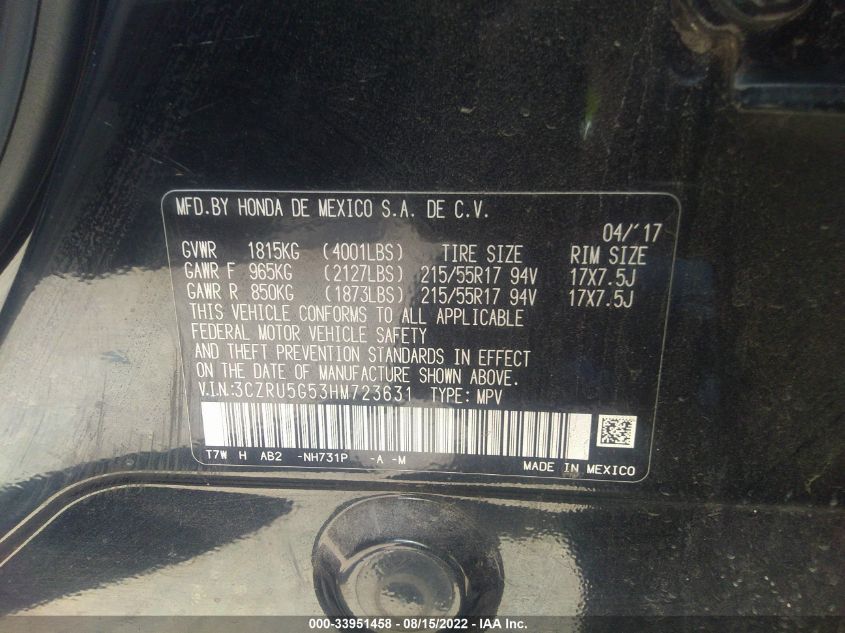 MFD.BY HONDA DE MEXICO S.A. DE C.V.
04/'17
GVWR 1815KG (4001LBS) TIRE SIZE RIM SIZE
GAWR F 965KG (2127LBS) 215/55R17 94V 17X7.5J
GAWR R 850KG (1873LBS) 215/55R17 94V 17X7.5J
THIS VEHICLE CONFORMS TO ALL APPLICABLE
FEDERAL MOTOR VEHICLE SAFETY
AND THEFT PREVENTION STANDARDS IN EFFECT
ON THE DATE OF MANUFACTURE SHOWN ABOVE.
V.I.N.:3CZRU5G53HM723631 TYPE: MPV
T7W H AB2 -NH731P -A -M
MADE IN MEXICO
000-33951458 - 08/15/2022 - IAA Inc.